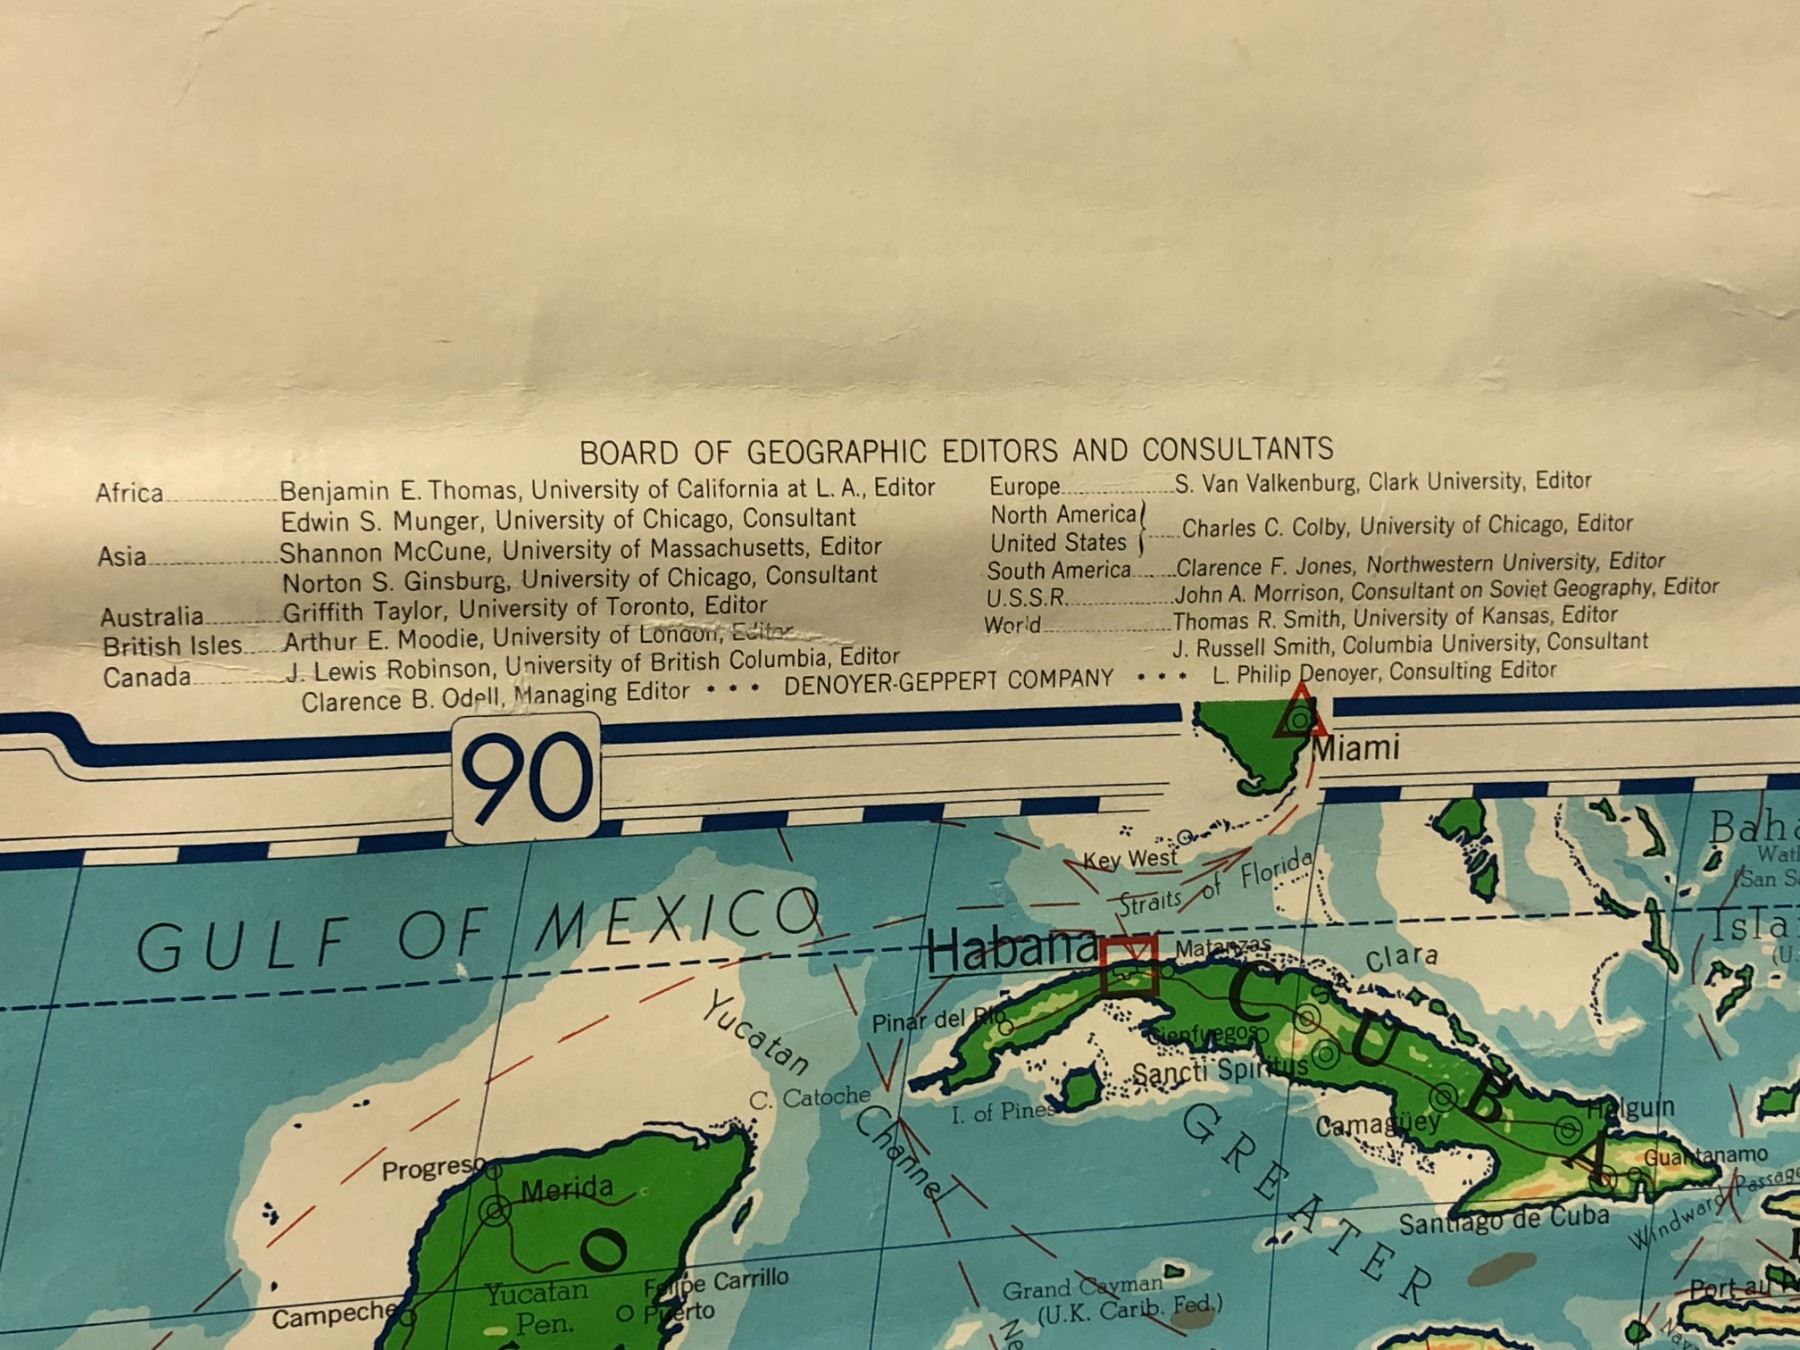 BOARD OF GEOGRAPHIC EDITORS AND CONSULTANTS
Africa Benjamin E. Thomas, University of California at L. A., Editor
Edwin S. Munger, University of Chicago, Consultant
Asia Shannon McCune, University of Massachusetts, Editor
Norton S. Ginsburg, University of Chicago, Consultant
Australia Griffith Taylor, University of Toronto, Editor
British Isles Arthur E. Moodie, University of London, Editor
Canada J. Lewis Robinson, University of British Columbia, Editor
Europe S. Van Valkenburg, Clark University, Editor
North America
United States Charles C. Colby, University of Chicago, Editor
South America Clarence F. Jones, Northwestern University, Editor
U.S.S.R. John A. Morrison, Consultant on Soviet Geography, Editor
World Thomas R. Smith, University of Kansas, Editor
J. Russell Smith, Columbia University, Consultant
Clarence B. Odell, Managing Editor • • • DENOYER-GEPPERT COMPANY • • • L. Philip Denoyer, Consulting Editor
90
Miami
Key West
Straits of Florida
Bah
Wat
(San S
Isla
(U.
GULF OF MEXICO
Habana
Matanzas
Clara
S
Pinar del Rio
Cienfuegos
CUBA
Yucatan Channel
Sancti Spiritus
C. Catoche
I. of Pines
Camagüey
Holguin
GREATER
Guantanamo
Progreso
Merida
O
Santiago de Cuba
Windward Passage
Yucatan
Pen.
Felipe Carrillo
Puerto
Campeche
Grand Cayman
(U.K. Carib. Fed.)
Port au
Ne
Nav